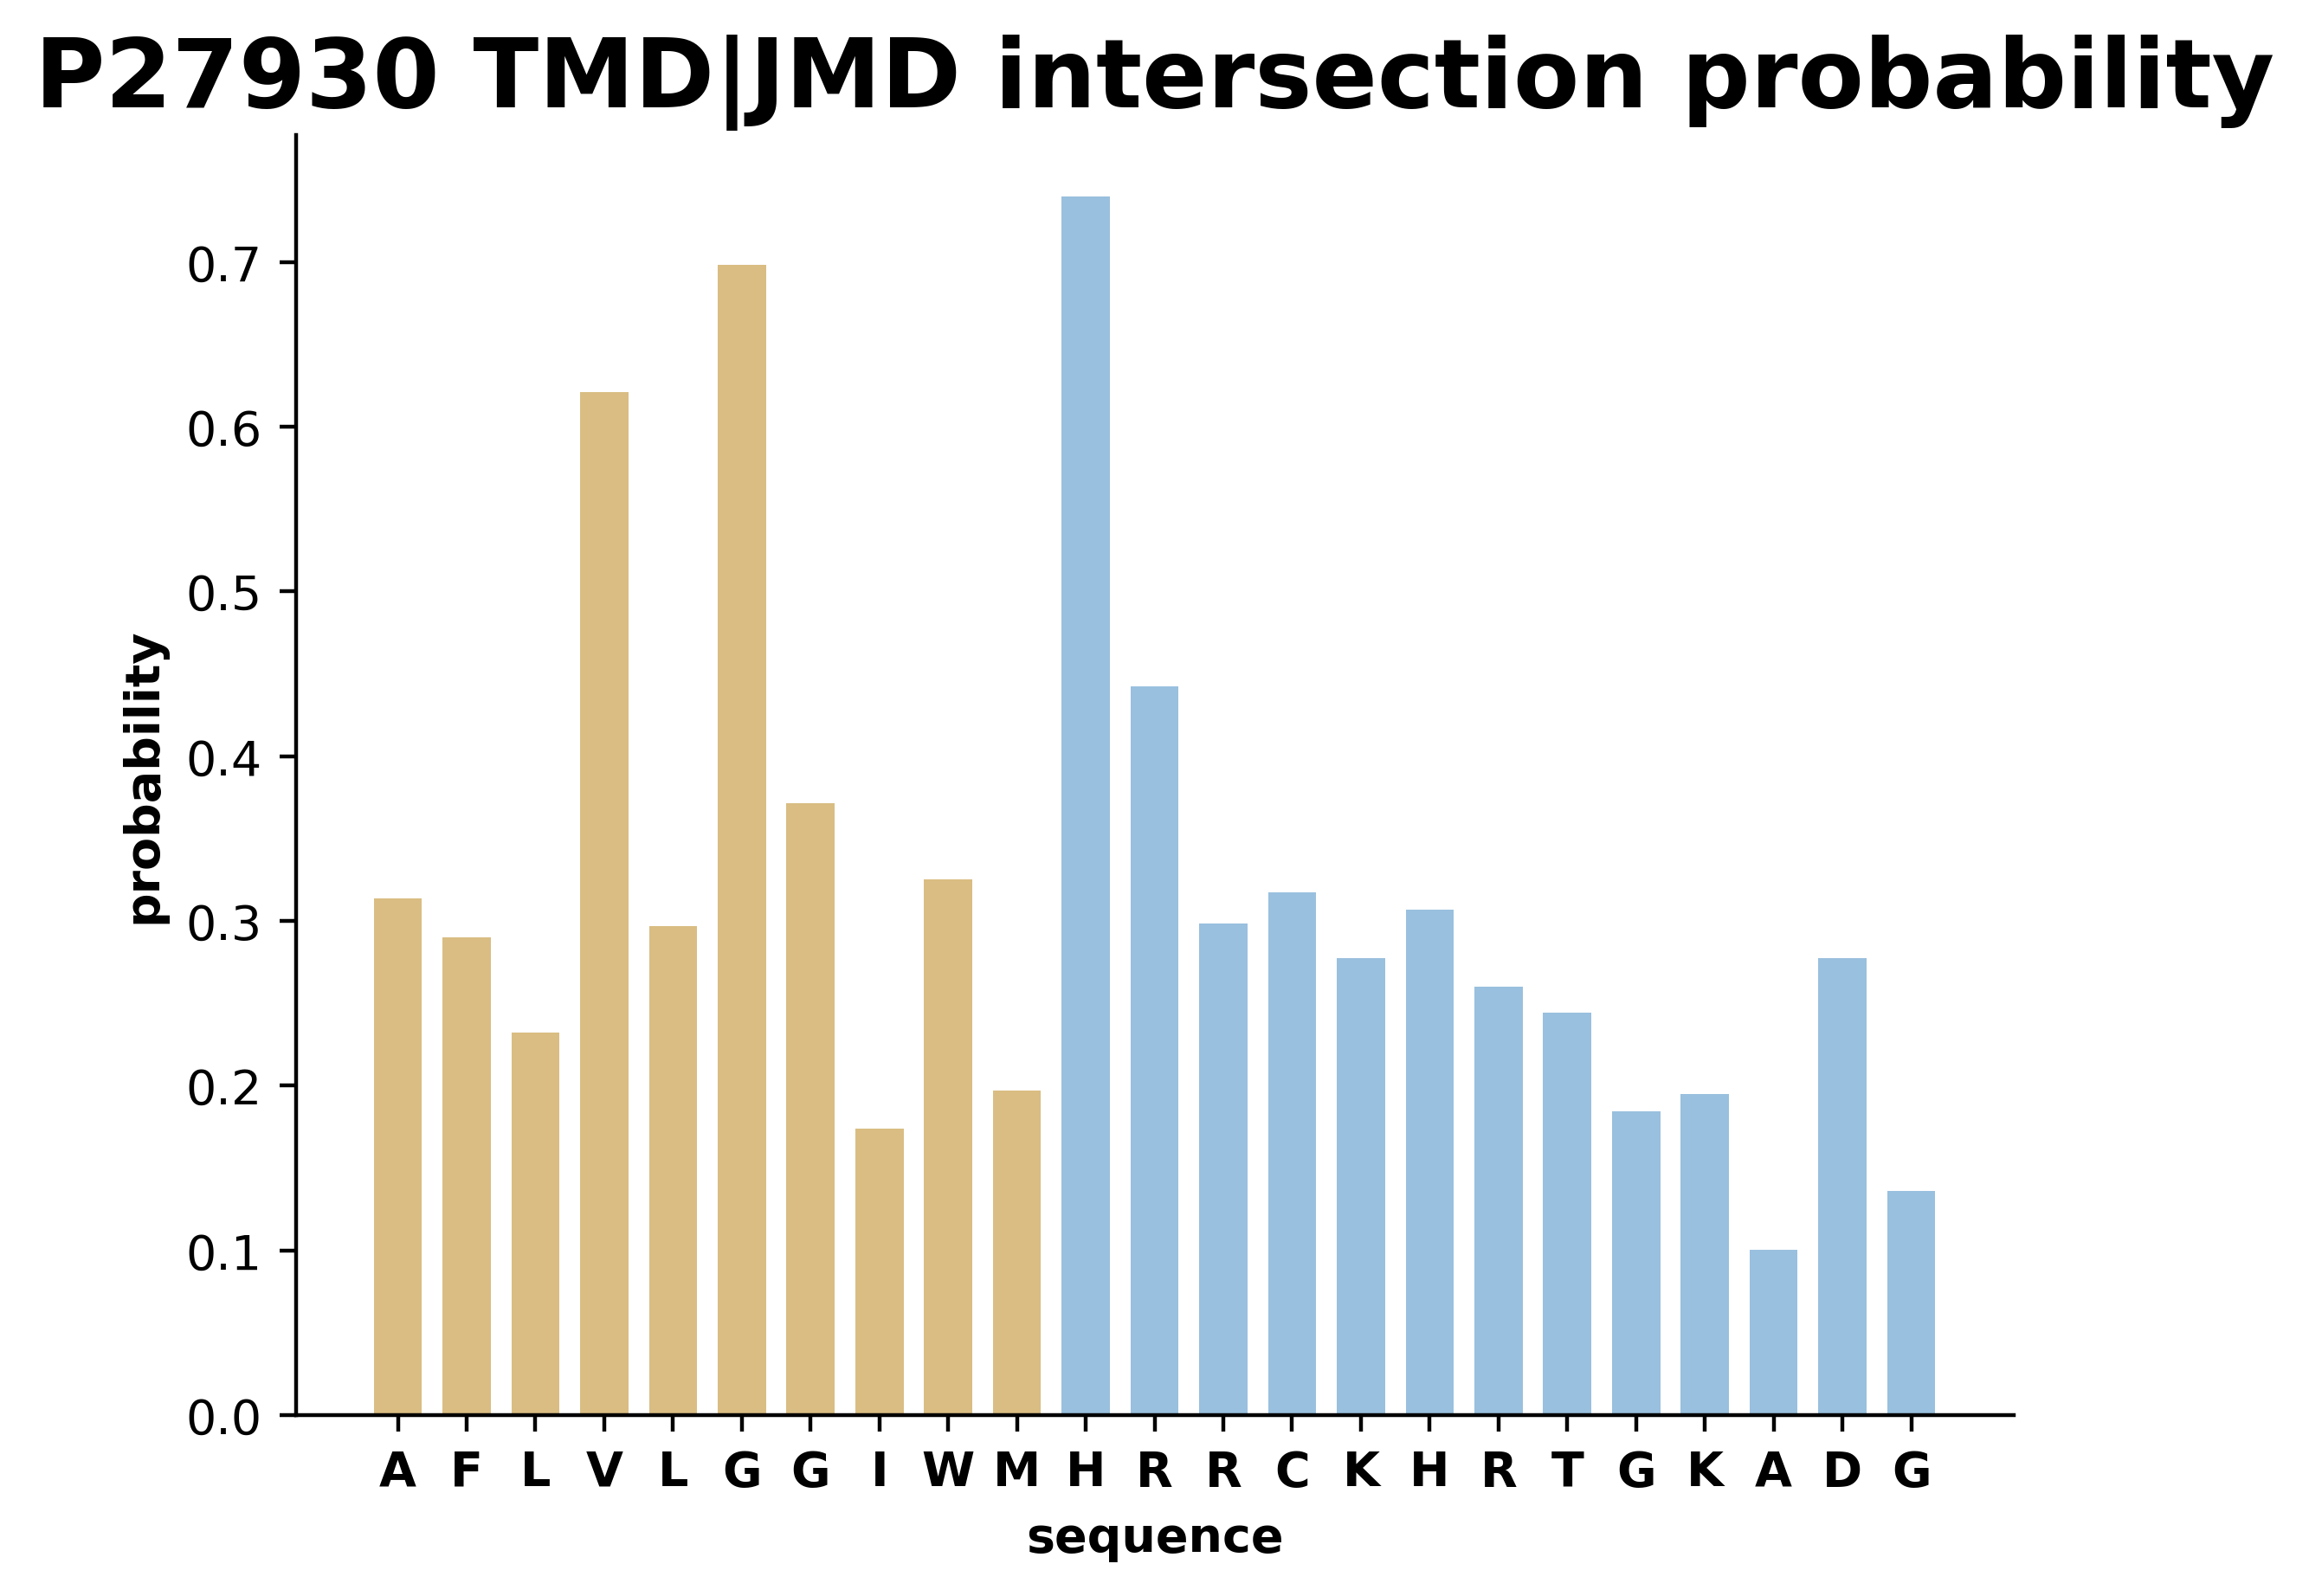 P27930 TMD|JMD intersection probability
probability
0.7
0.6
0.5
0.4
0.3
0.2
0.1
0.0
A F L V L G G I W M H R R C K H R T G K A D G
sequence